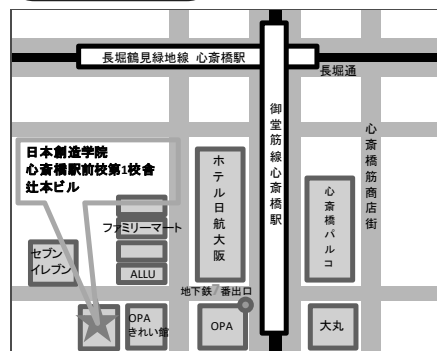 長堀鶴見緑地線 心斎橋駅
長堀通
御堂筋線心斎橋駅
心斎橋筋商店街
日本創造学院
心斎橋駅前校第1校舎
辻本ビル
ホテル日航大阪
心斎橋パルコ
ファミリーマート
セブン
イレブン
ALLU
地下鉄7番出口
OPA
きれい館
OPA
大丸